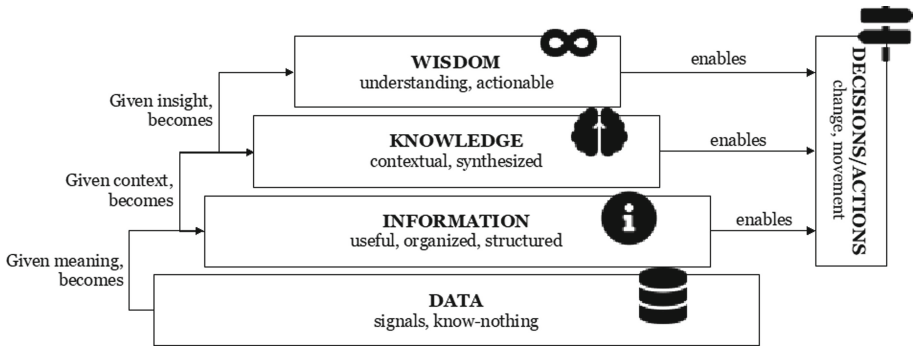 WISDOM
understanding, actionable
enables
Given insight,
becomes
KNOWLEDGE
contextual, synthesized
enables
Given context,
becomes
INFORMATION
useful, organized, structured
enables
Given meaning,
becomes
DATA
signals, know-nothing
DECISIONS/ACTIONS
change, movement